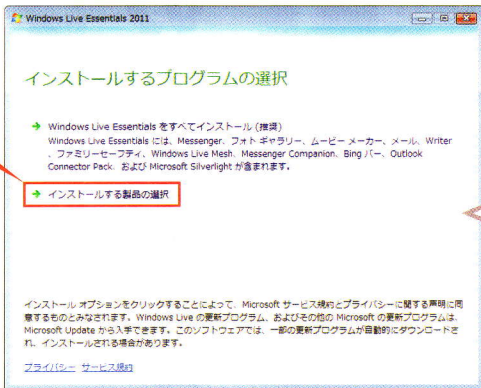 Windows Live Essentials 2011
インストールするプログラムの選択
Windows Live Essentials をすべてインストール (推奨)
Windows Live Essentials には、Messenger、フォト ギャラリー、ムービー メーカー、メール、Writer
、ファミリーセーフティ、Windows Live Mesh、Messenger Companion、Bing バー、Outlook
Connector Pack、および Microsoft Silverlight が含まれます。
インストールする製品の選択
インストール オプションをクリックすることによって、Microsoft サービス規約とプライバシーに関する声明に同
意するものとみなされます。Windows Live の更新プログラム、およびその他の Microsoft の更新プログラムは、
Microsoft Update から入手できます。このソフトウェアでは、一部の更新プログラムが自動的にダウンロードさ
れ、インストールされる場合があります。
プライバシー サービス規約